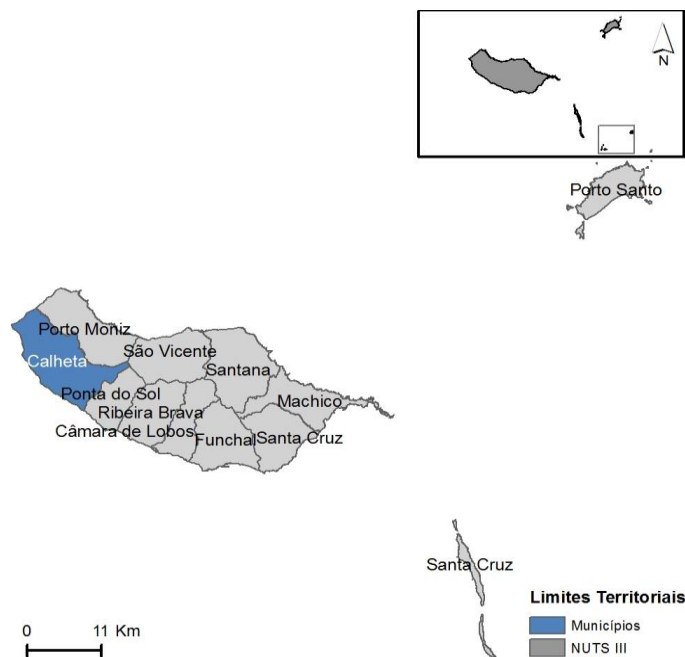 N
Porto Santo
Porto Moniz
São Vicente
Calheta
Santana
Ponta do Sol
Machico
Ribeira Brava
Câmara de Lobos
Funchal
Santa Cruz
Santa Cruz
Limites Territoriais
0 11 Km
Municípios
NUTS III